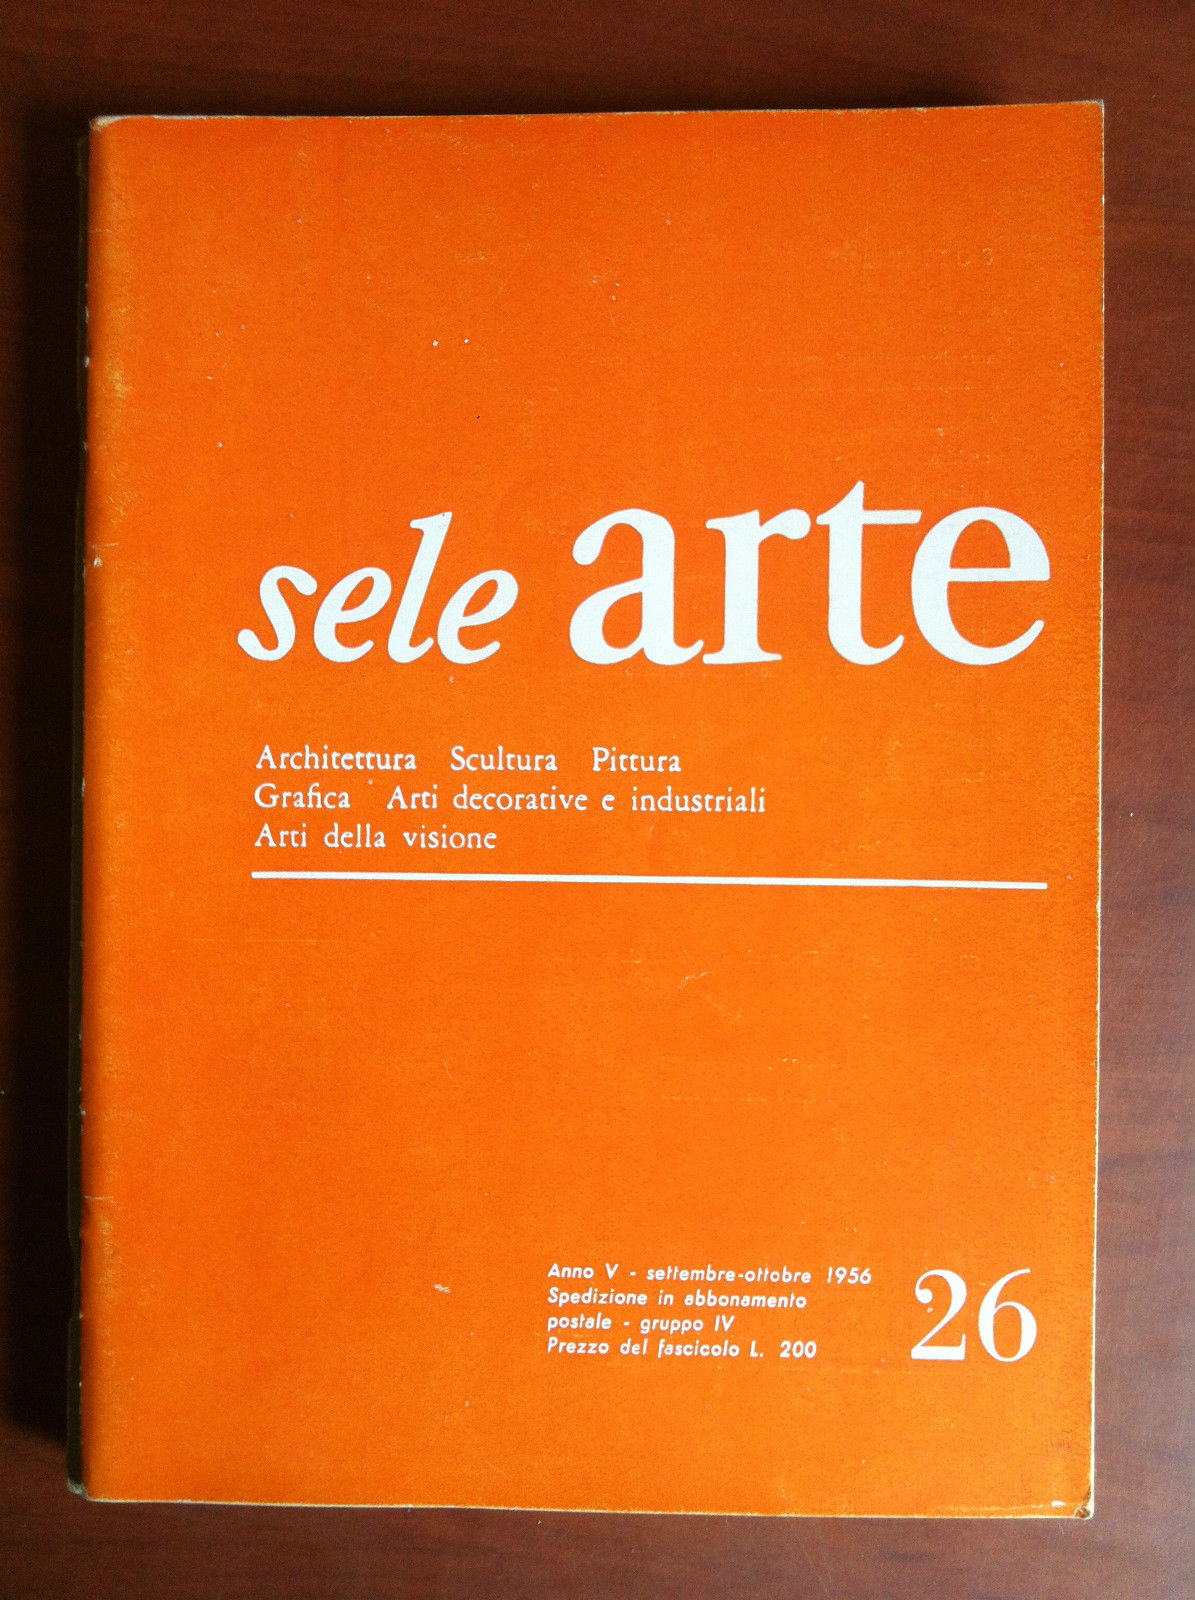 sele arte
Architettura Scultura Pittura
Grafica Arti decorative e industriali
Arti della visione
Anno V - settembre-ottobre 1956
Spedizione in abbonamento
postale - gruppo IV
Prezzo del fascicolo L. 200
26